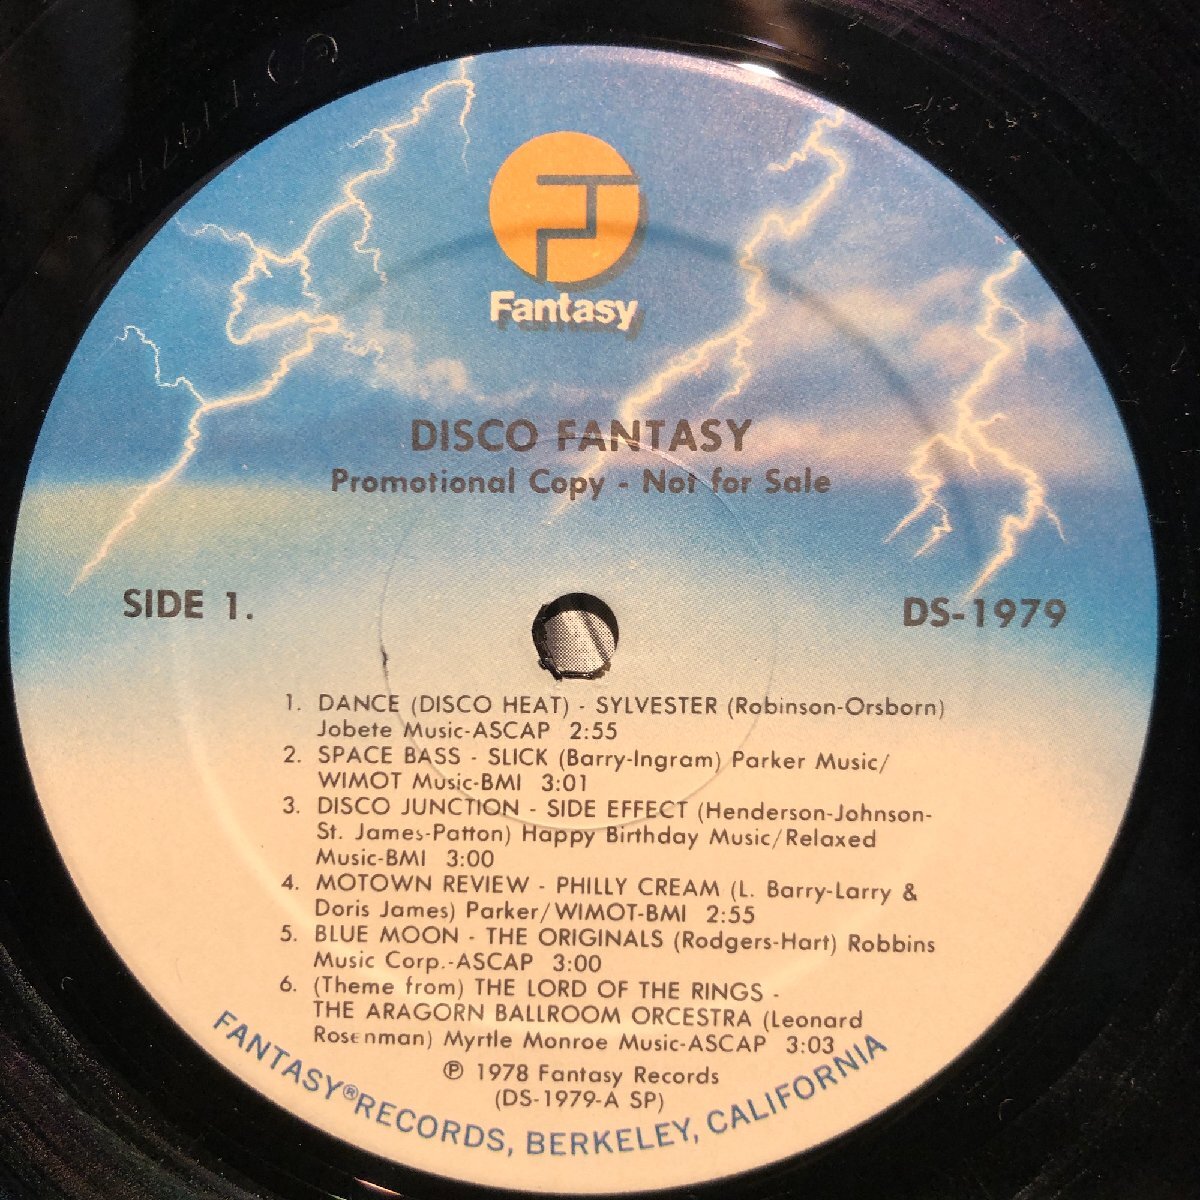 Fantasy
DISCO FANTASY
Promotional Copy - Not for Sale
SIDE 1.
DS-1979
1. DANCE (DISCO HEAT) - SYLVESTER (Robinson-Orsborn)
Jobete Music-ASCAP 2:55
2. SPACE BASS - SLICK (Barry-Ingram) Parker Music/
WIMOT Music-BMI 3:01
3. DISCO JUNCTION - SIDE EFFECT (Henderson-Johnson-
St. James-Patton) Happy Birthday Music/Relaxed
Music-BMI 3:00
4. MOTOWN REVIEW - PHILLY CREAM (L. Barry-Larry &
Doris James) Parker/WIMOT-BMI 2:55
5. BLUE MOON - THE ORIGINALS (Rodgers-Hart) Robbins
Music Corp.-ASCAP 3:00
6. (Theme from) THE LORD OF THE RINGS -
THE ARAGORN BALLROOM ORCESTRA (Leonard
Rosenman) Myrtle Monroe Music-ASCAP 3:03
℗ 1978 Fantasy Records
(DS-1979-A SP)
FANTASY® RECORDS, BERKELEY, CALIFORNIA